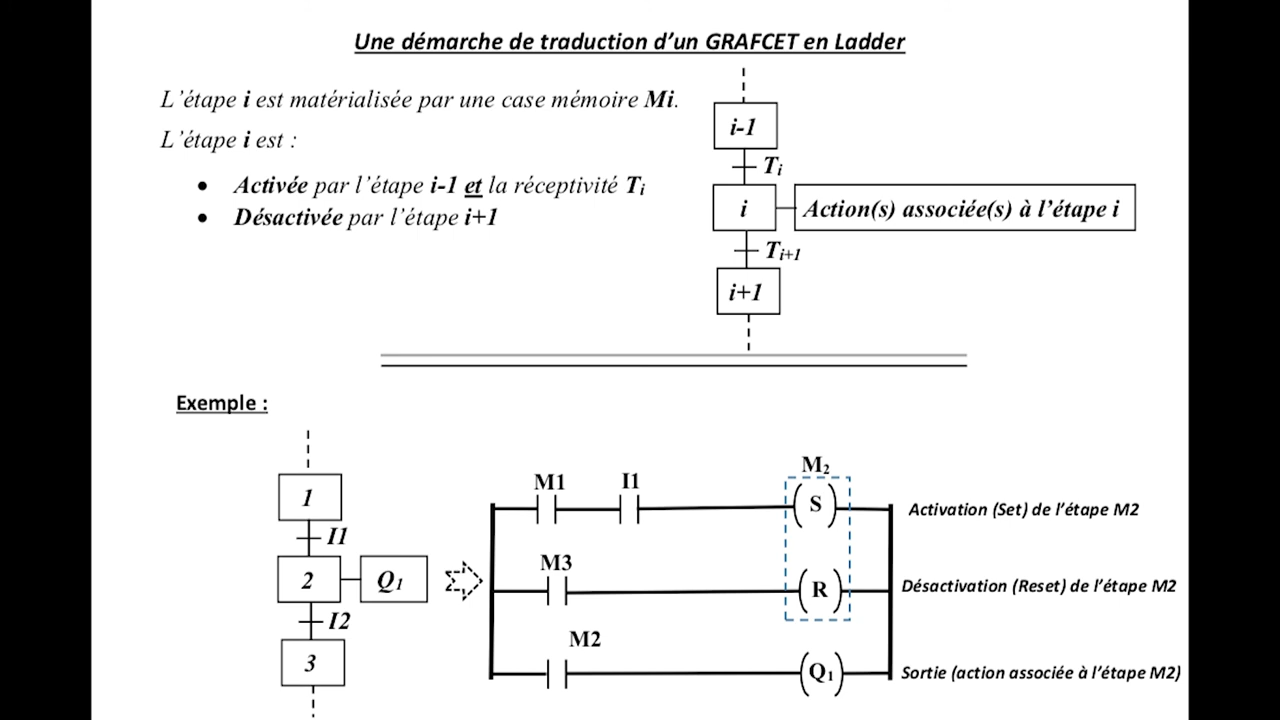 Une démarche de traduction d'un GRAFCET en Ladder
L'étape i est matérialisée par une case mémoire Mi.
L'étape i est :
• Activée par l'étape i-1 et la réceptivité Ti
• Désactivée par l'étape i+1
i-1
Ti
i
Action(s) associée(s) à l'étape i
Ti+1
i+1
Exemple :
1
I1
2
Q1
I2
3
M1
I1
M2
S
Activation (Set) de l'étape M2
M3
R
Désactivation (Reset) de l'étape M2
M2
Q1
Sortie (action associée à l'étape M2)